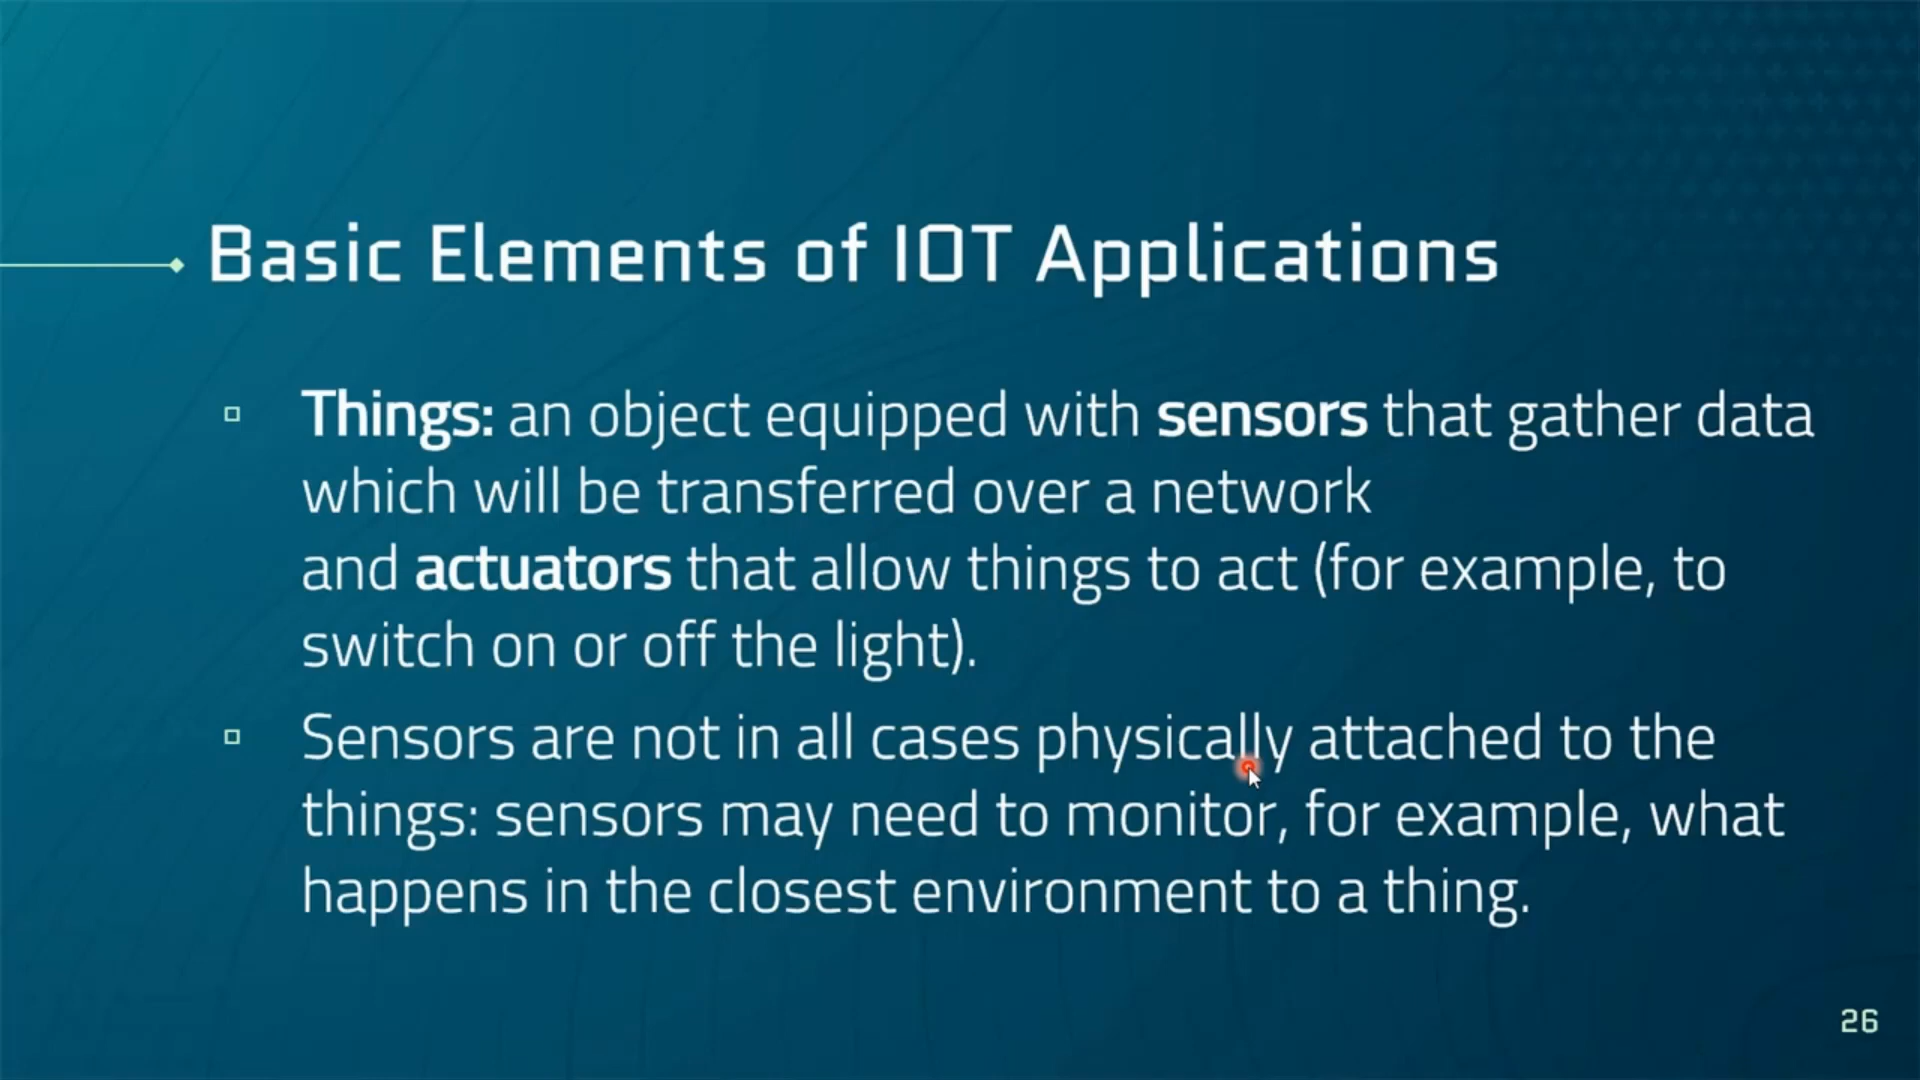 Basic Elements of IOT Applications
Things: an object equipped with sensors that gather data
which will be transferred over a network
and actuators that allow things to act (for example, to
switch on or off the light).
Sensors are not in all cases physically attached to the
things: sensors may need to monitor, for example, what
happens in the closest environment to a thing.
26